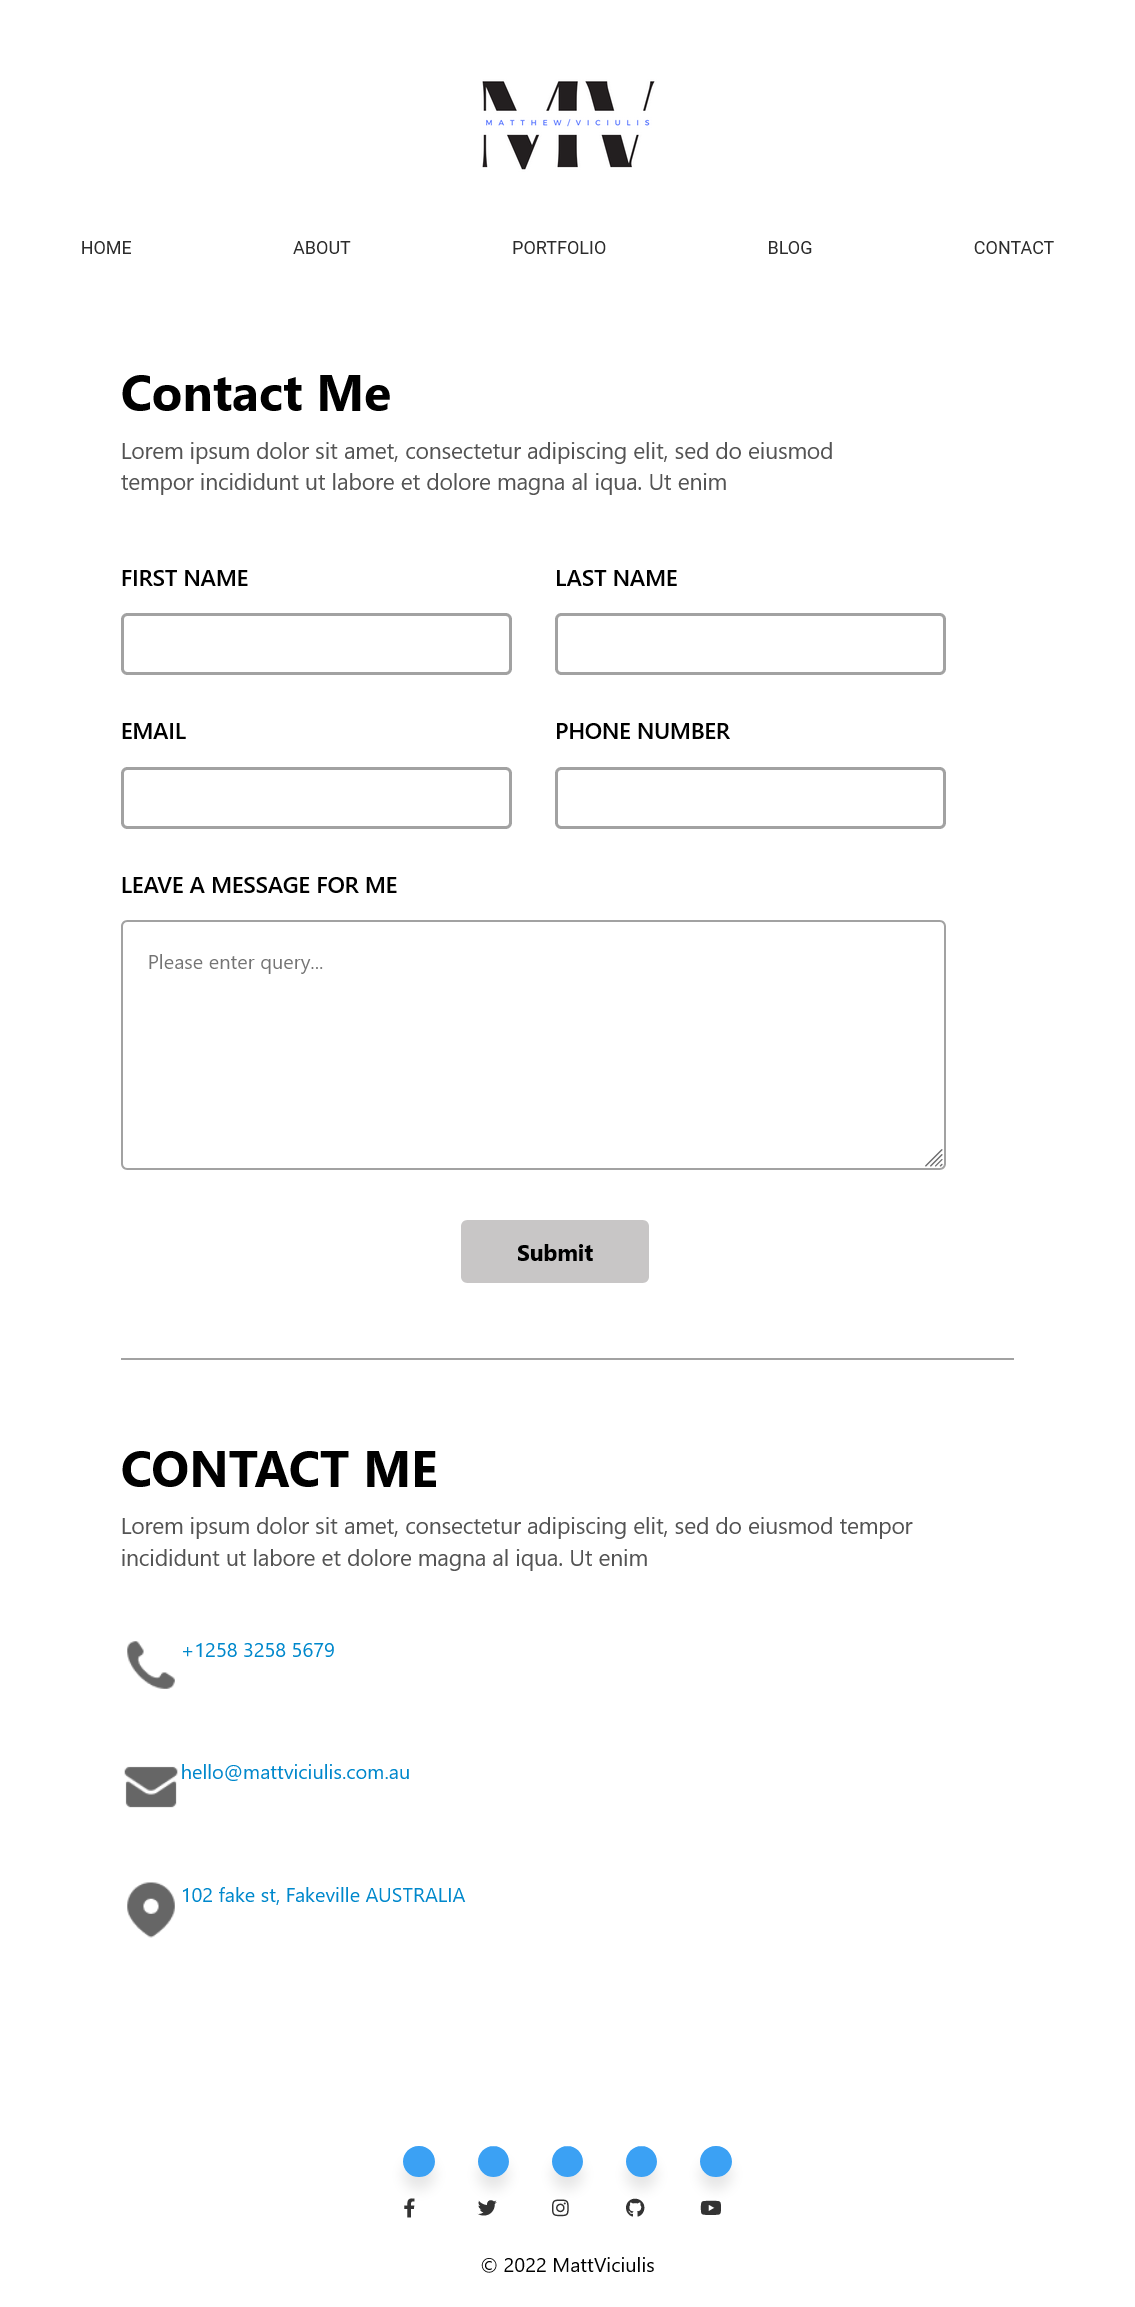 MV
MATTHEW/VICIULIS
HOME ABOUT PORTFOLIO BLOG CONTACT
Contact Me
Lorem ipsum dolor sit amet, consectetur adipiscing elit, sed do eiusmod
tempor incididunt ut labore et dolore magna al iqua. Ut enim
FIRST NAME
LAST NAME
EMAIL
PHONE NUMBER
LEAVE A MESSAGE FOR ME
Please enter query...
Submit
CONTACT ME
Lorem ipsum dolor sit amet, consectetur adipiscing elit, sed do eiusmod tempor
incididunt ut labore et dolore magna al iqua. Ut enim
+1258 3258 5679
hello@mattviciulis.com.au
102 fake st, Fakeville AUSTRALIA
© 2022 MattViciulis